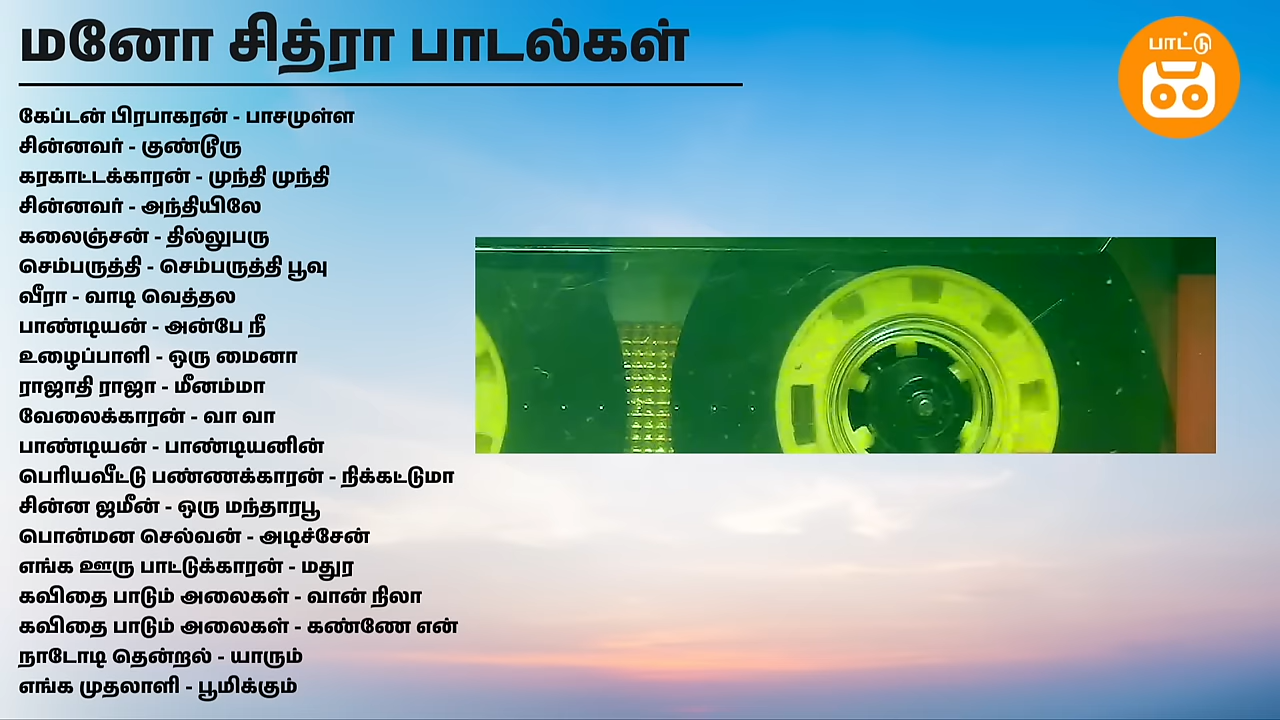 மனோ சித்ரா பாடல்கள்
பாட்டு
கேப்டன் பிரபாகரன் - பாசமுள்ள
சின்னவர் - குண்டூரு
கரகாட்டக்காரன் - முந்தி முந்தி
சின்னவர் - அந்தியிலே
கலைஞ்சன் - தில்லுபரு
செம்பருத்தி - செம்பருத்தி பூவு
வீரா - வாடி வெத்தல
பாண்டியன் - அன்பே நீ
உழைப்பாளி - ஒரு மைனா
ராஜாதி ராஜா - மீனம்மா
வேலைக்காரன் - வா வா
பாண்டியன் - பாண்டியனின்
பெரியவீட்டு பண்ணக்காரன் - நிக்கட்டுமா
சின்ன ஜமீன் - ஒரு மந்தாரபூ
பொன்மன செல்வன் - அடிச்சேன்
எங்க ஊரு பாட்டுக்காரன் - மதுர
கவிதை பாடும் அலைகள் - வான் நிலா
கவிதை பாடும் அலைகள் - கண்ணே என்
நாடோடி தென்றல் - யாரும்
எங்க முதலாளி - பூமிக்கும்